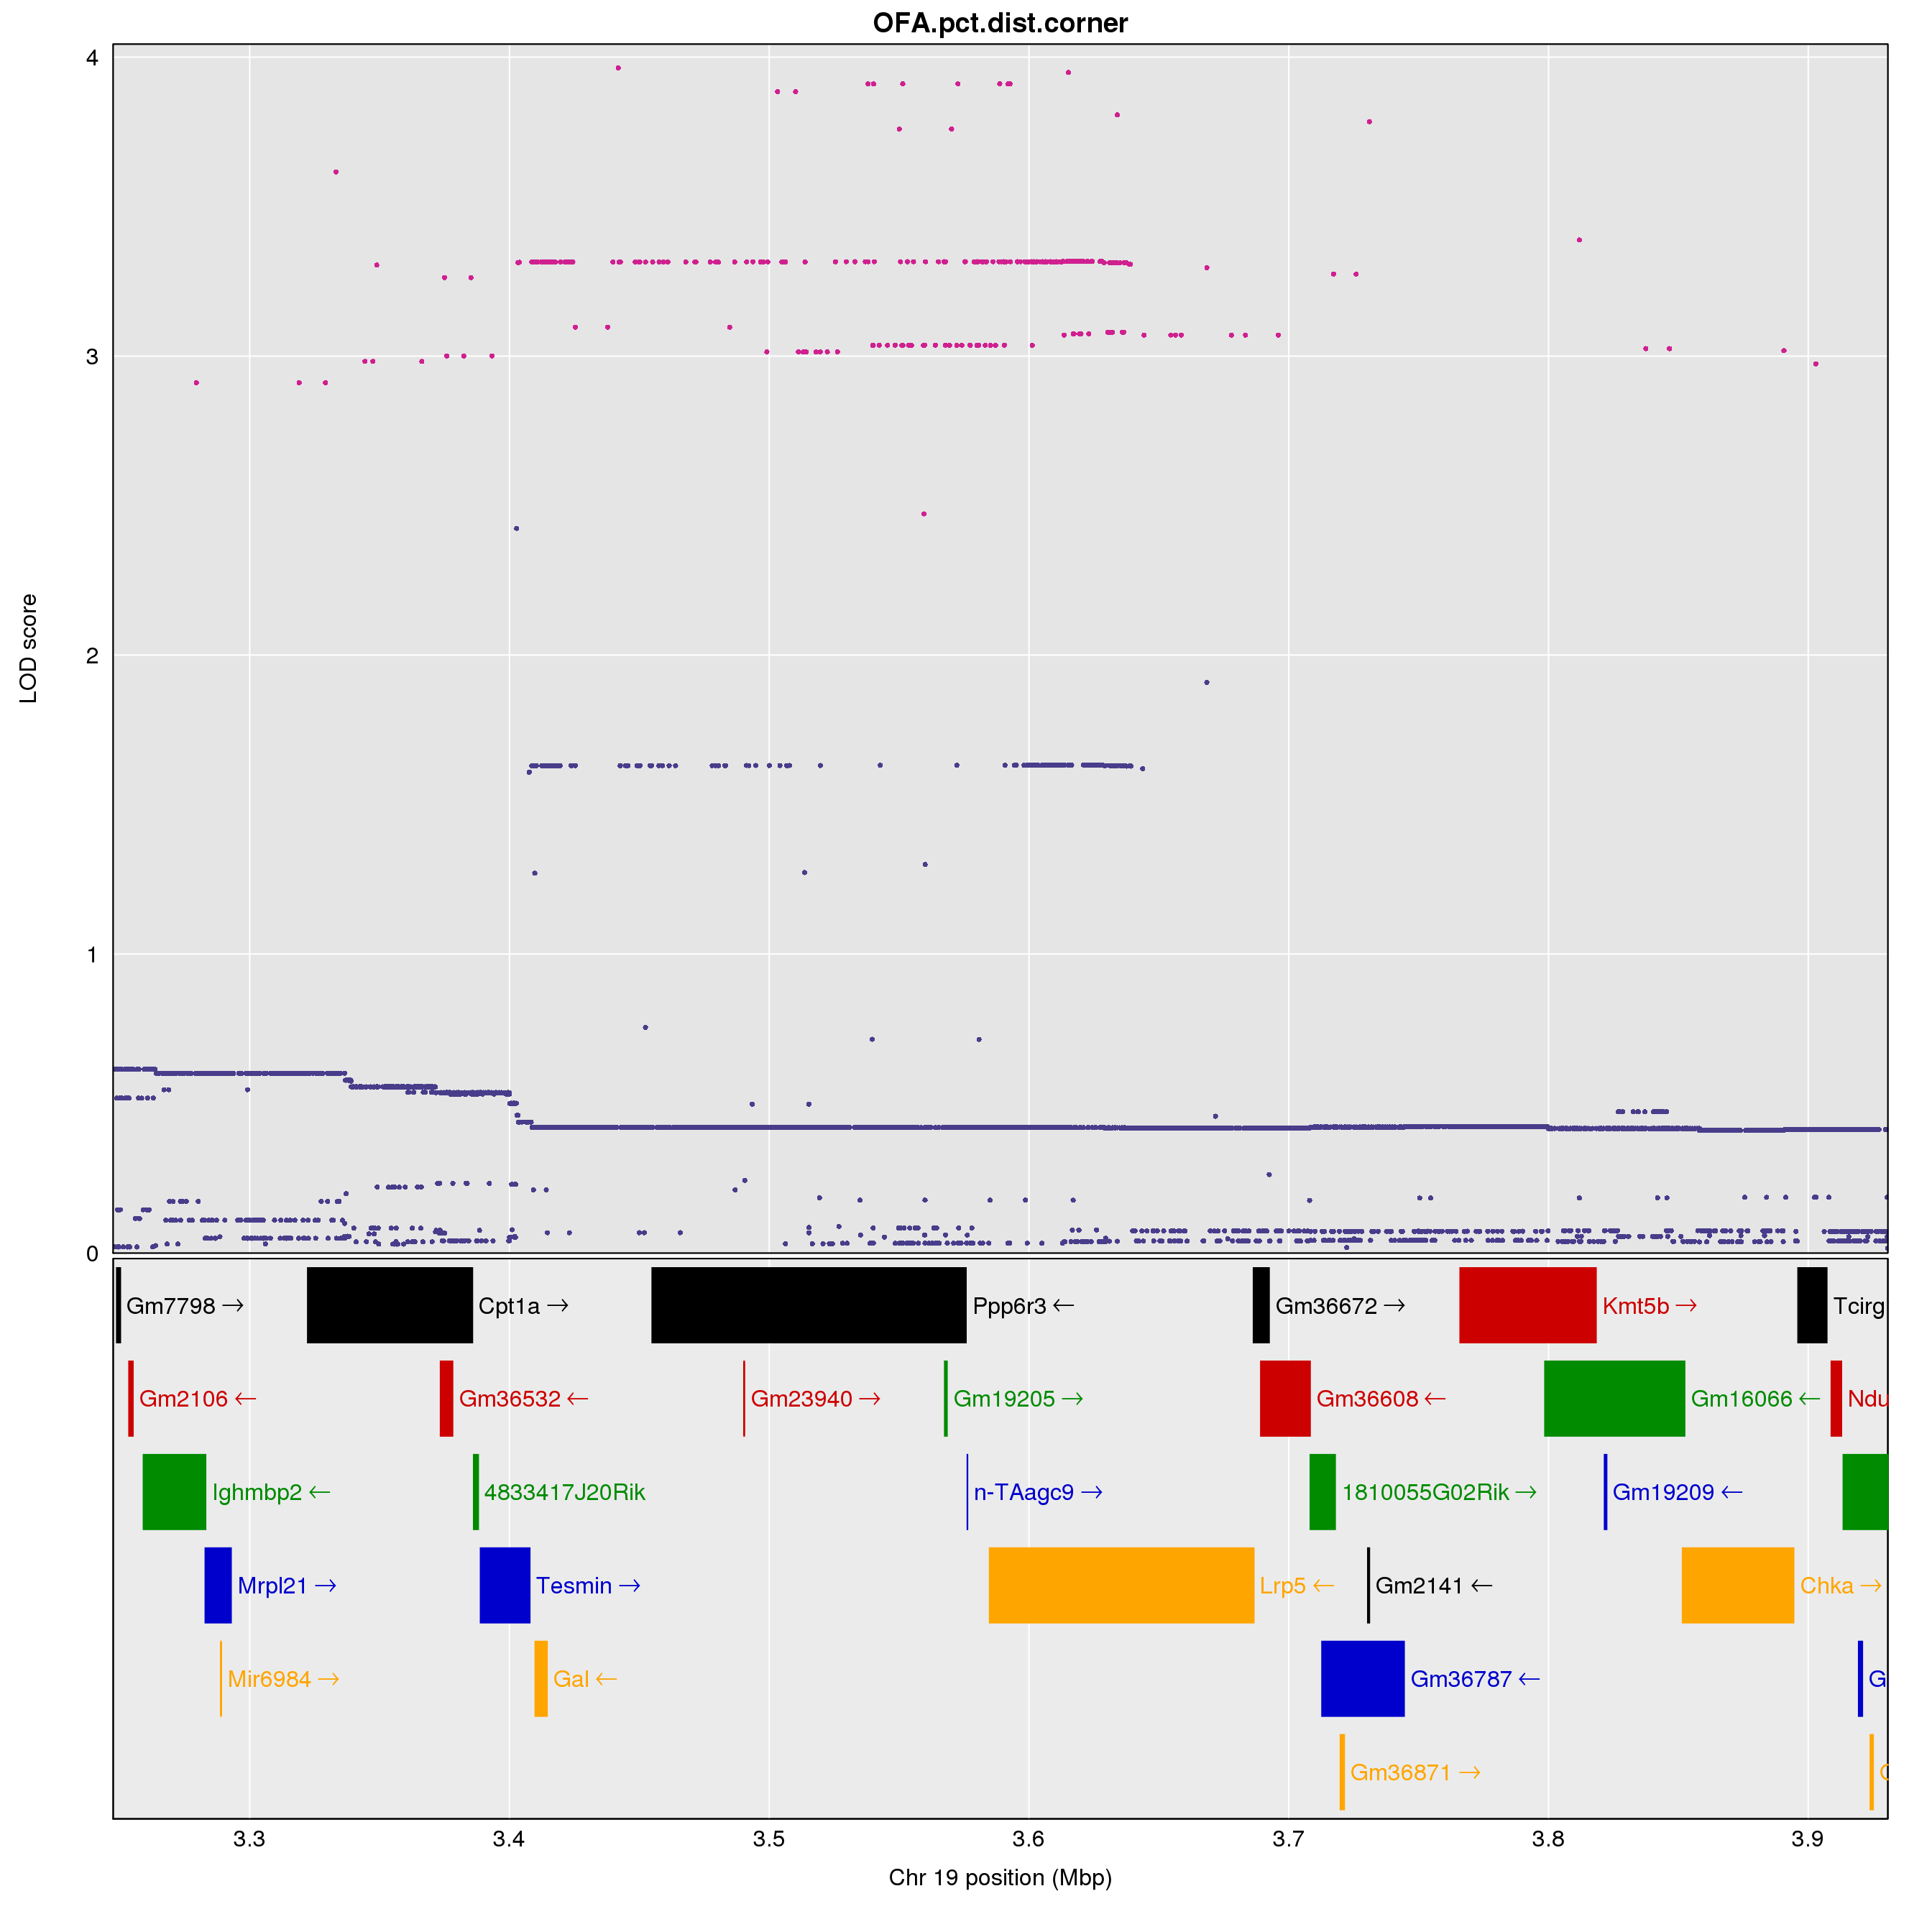 OFA.pct.dist.corner
4
3
2
1
0
LOD score
Gm7798 → Cpt1a → Ppp6r3 ← Gm36672 → Kmt5b → Tcirg
Gm2106 ← Gm36532 ← Gm23940 → Gm19205 → Gm36608 ← Gm16066 ← Ndu
Ighmbp2 ← 4833417J20Rik n-TAagc9 → 1810055G02Rik → Gm19209 ←
Mrpl21 → Tesmin → Lrp5 ← Gm2141 ← Chka →
Mir6984 → Gal ← Gm36787 ← G
Gm36871 →
3.3 3.4 3.5 3.6 3.7 3.8 3.9
Chr 19 position (Mbp)